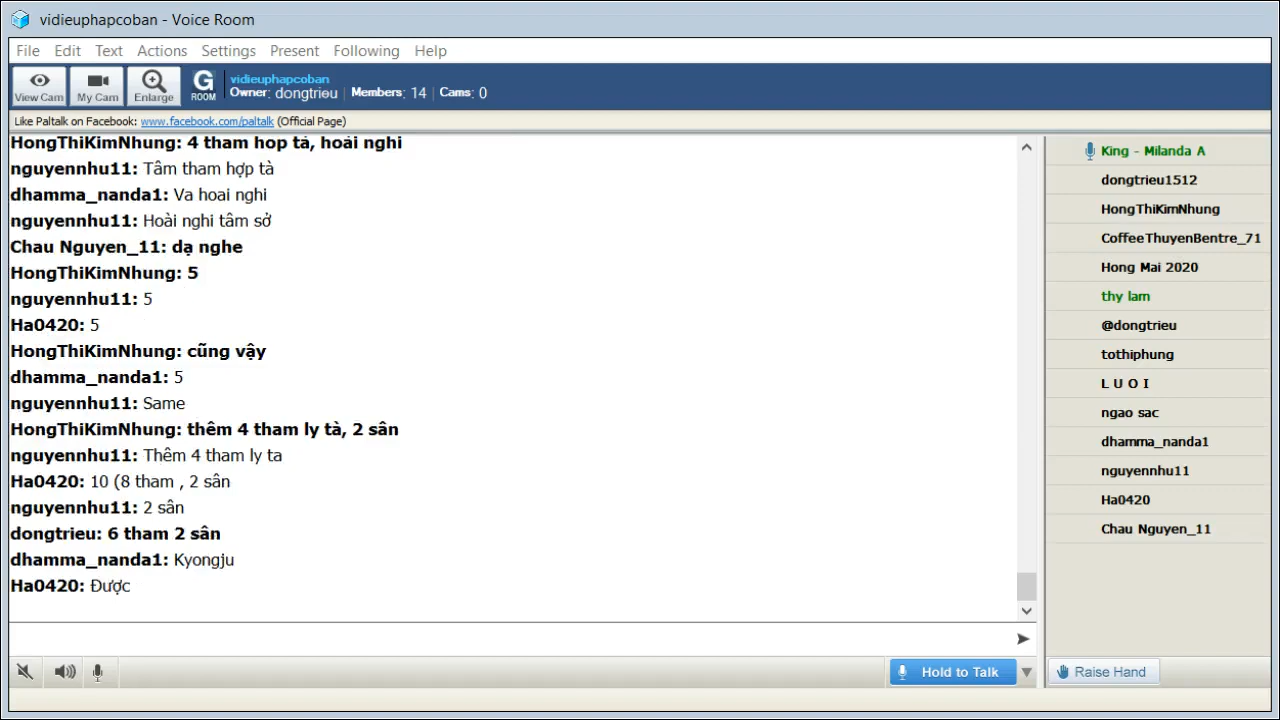 vidieuphapcoban - Voice Room
File Edit Text Actions Settings Present Following Help
View Cam
My Cam
Enlarge
G
ROOM
vidieuphapcoban
Owner: dongtrieu | Members: 14 | Cams: 0
Like Paltalk on Facebook: www.facebook.com/paltalk (Official Page)
HongThiKimNhung: 4 tham hop tà, hoài nghi
nguyennhu11: Tâm tham hợp tà
dhamma_nanda1: Va hoai nghi
nguyennhu11: Hoài nghi tâm sở
Chau Nguyen_11: dạ nghe
HongThiKimNhung: 5
nguyennhu11: 5
Ha0420: 5
HongThiKimNhung: cũng vậy
dhamma_nanda1: 5
nguyennhu11: Same
HongThiKimNhung: thêm 4 tham ly tà, 2 sân
nguyennhu11: Thêm 4 tham ly ta
Ha0420: 10 (8 tham , 2 sân
nguyennhu11: 2 sân
dongtrieu: 6 tham 2 sân
dhamma_nanda1: Kyongju
Ha0420: Được
King - Milanda A
dongtrieu1512
HongThiKimNhung
CoffeeThuyenBentre_71
Hong Mai 2020
thy lam
@dongtrieu
tothiphung
L U O I
ngao sac
dhamma_nanda1
nguyennhu11
Ha0420
Chau Nguyen_11
Hold to Talk
Raise Hand